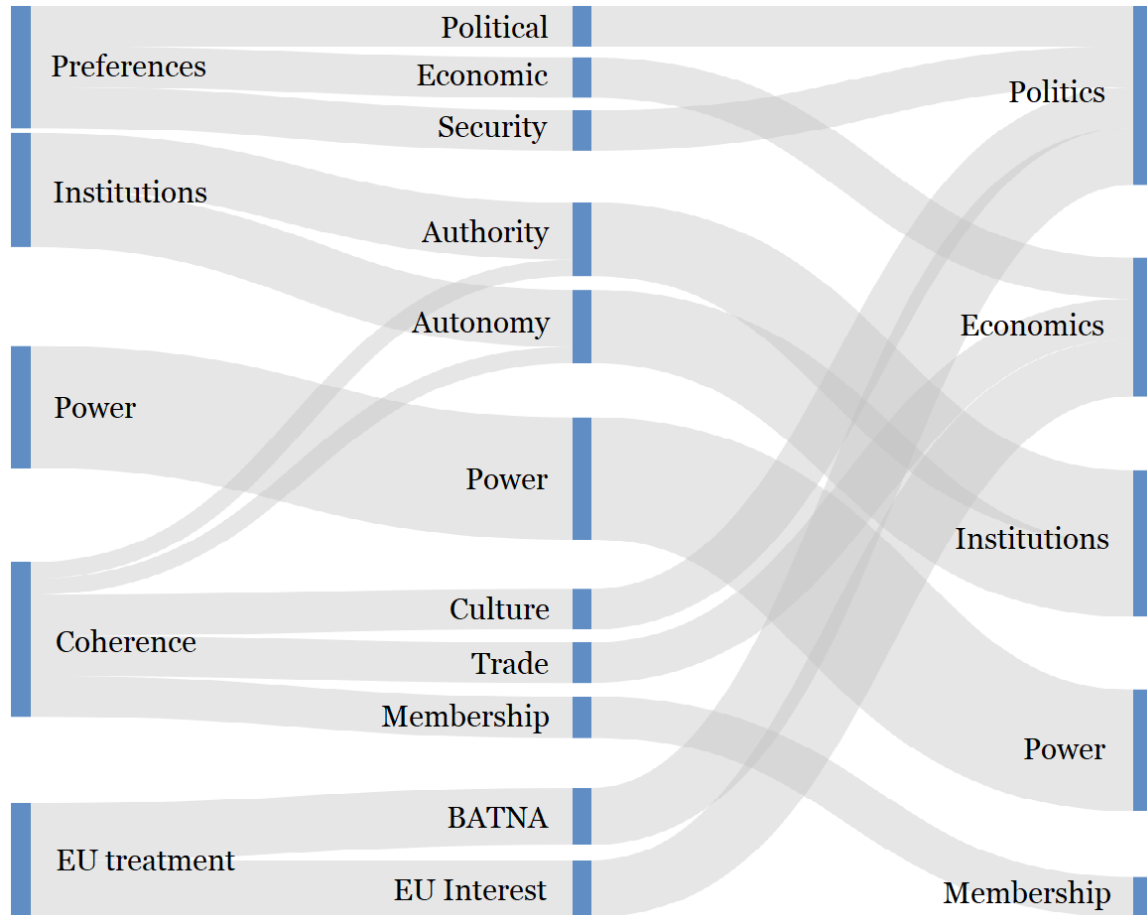 Preferences
Institutions
Power
Coherence
EU treatment
Political
Economic
Security
Authority
Autonomy
Power
Culture
Trade
Membership
BATNA
EU Interest
Politics
Economics
Institutions
Power
Membership